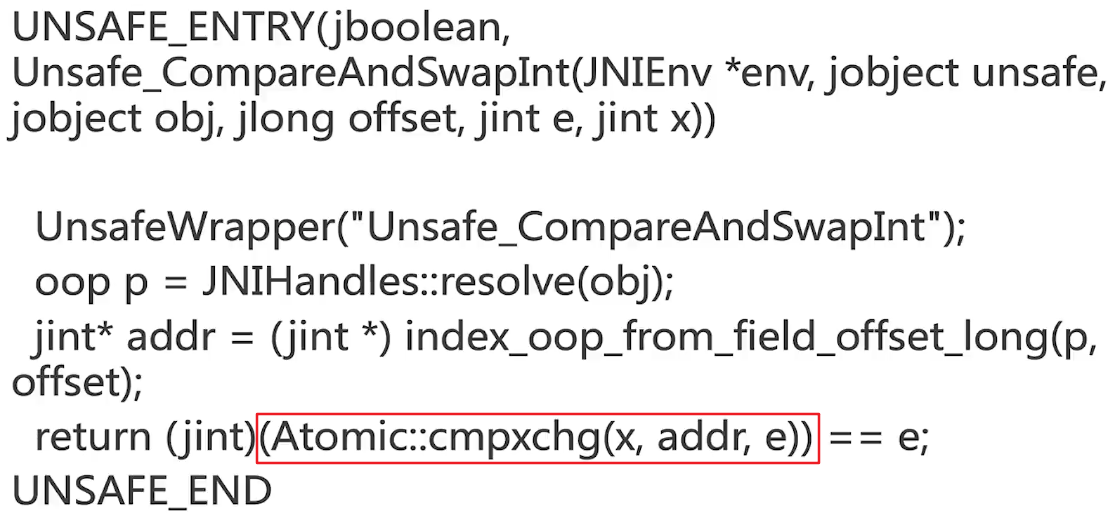 UNSAFE_ENTRY(jboolean,
Unsafe_CompareAndSwapInt(JNIEnv *env, jobject unsafe,
jobject obj, jlong offset, jint e, jint x))
UnsafeWrapper("Unsafe_CompareAndSwapInt");
oop p = JNIHandles::resolve(obj);
jint* addr = (jint *) index_oop_from_field_offset_long(p,
offset);
return (jint)(Atomic::cmpxchg(x, addr, e)) == e;
UNSAFE_END